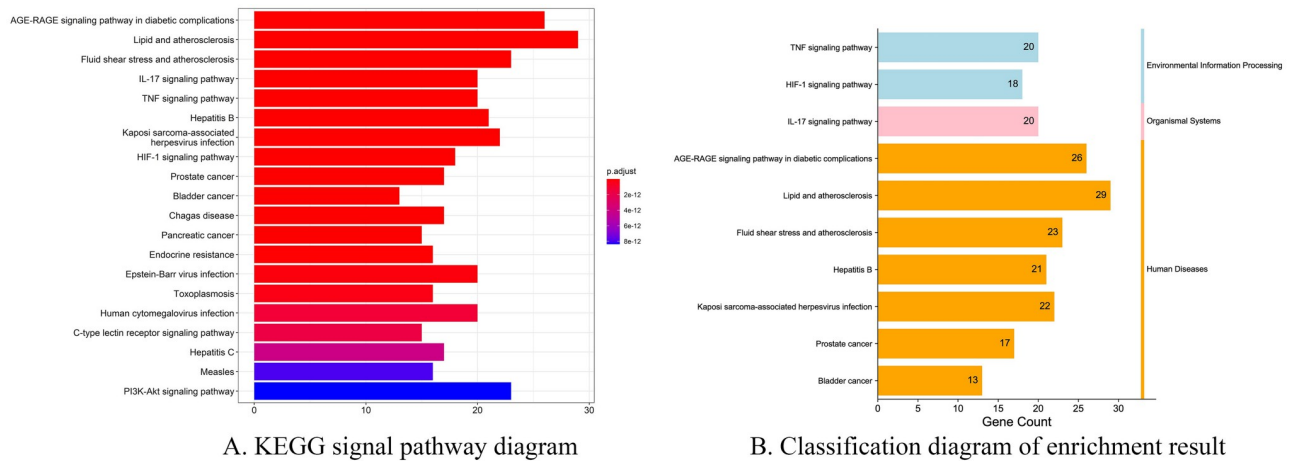 AGE-RAGE signaling pathway in diabetic complications
Lipid and atherosclerosis
Fluid shear stress and atherosclerosis
IL-17 signaling pathway
TNF signaling pathway
Hepatitis B
Kaposi sarcoma-associated
herpesvirus infection
HIF-1 signaling pathway
Prostate cancer
Bladder cancer
Chagas disease
Pancreatic cancer
Endocrine resistance
Epstein-Barr virus infection
Toxoplasmosis
Human cytomegalovirus infection
C-type lectin receptor signaling pathway
Hepatitis C
Measles
PI3K-Akt signaling pathway
0 10 20 30
p.adjust
2e-12
4e-12
6e-12
8e-12
A. KEGG signal pathway diagram
TNF signaling pathway 20
HIF-1 signaling pathway 18
IL-17 signaling pathway 20
AGE-RAGE signaling pathway in diabetic complications 26
Lipid and atherosclerosis 29
Fluid shear stress and atherosclerosis 23
Hepatitis B 21
Kaposi sarcoma-associated herpesvirus infection 22
Prostate cancer 17
Bladder cancer 13
0 5 10 15 20 25 30
Gene Count
Environmental Information Processing
Organismal Systems
Human Diseases
B. Classification diagram of enrichment result